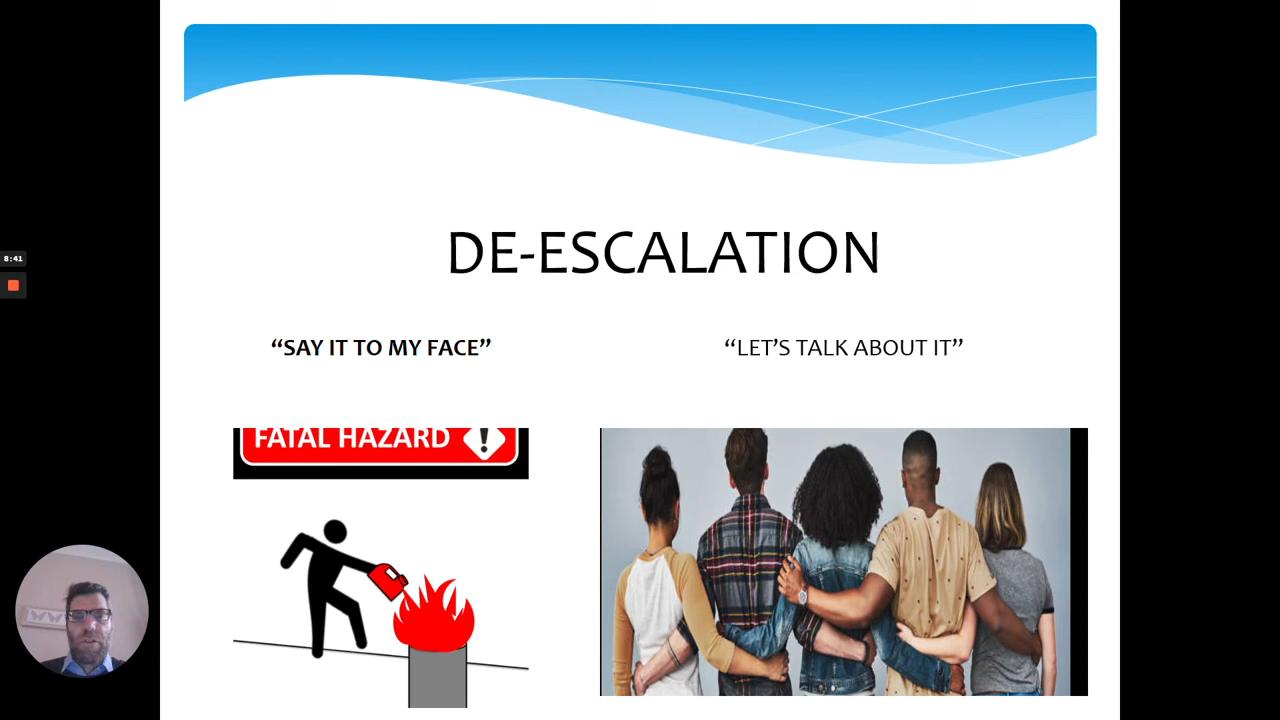 DE-ESCALATION
“SAY IT TO MY FACE”
“LET’S TALK ABOUT IT”
FATAL HAZARD
8:41